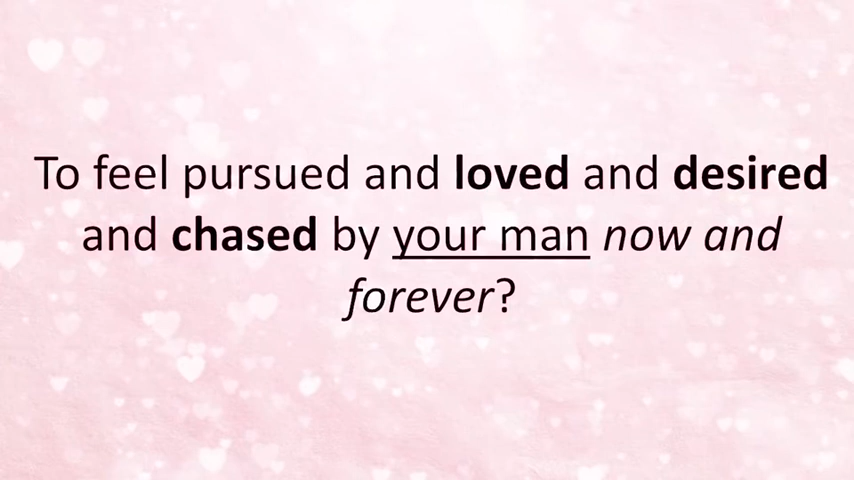 To feel pursued and loved and desired
and chased by your man now and
forever?